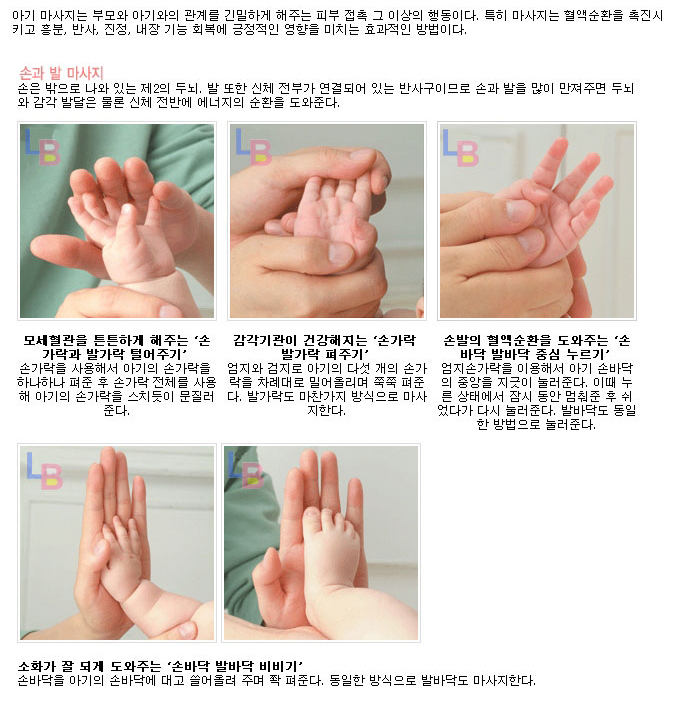 아기 마사지는 부모와 아기와의 관계를 긴밀하게 해주는 피부 접촉 그 이상의 행동이다. 특히 마사지는 혈액순환을 촉진시
키고 흥분, 반사, 진정, 내장 기능 회복에 긍정적인 영향을 미치는 효과적인 방법이다.
손과 발 마사지
손은 밖으로 나와 있는 제2의 두뇌. 발 또한 신체 전부가 연결되어 있는 반사구이므로 손과 발을 많이 만져주면 두뇌
와 감각 발달은 물론 신체 전반에 에너지의 순환을 도와준다.
LB
LB
LB
모세혈관을 튼튼하게 해주는 ‘손
가락과 발가락 털어주기’
손가락을 사용해서 아기의 손가락을
하나하나 펴준 후 손가락 전체를 사용
해 아기의 손가락을 스치듯이 문질러
준다.
감각기관이 건강해지는 ‘손가락
발가락 펴주기’
엄지와 검지로 아기의 다섯 개의 손가
락을 차례대로 밀어올리며 쭉쭉 펴준
다. 발가락도 마찬가지 방식으로 마사
지한다.
손발의 혈액순환을 도와주는 ‘손
바닥 발바닥 중심 누르기’
엄지손가락을 이용해서 아기 손바닥
의 중앙을 지긋이 눌러준다. 이때 누
른 상태에서 잠시 동안 멈춰준 후 쉬
었다가 다시 눌러준다. 발바닥도 동일
한 방법으로 눌러준다.
LB
LB
소화가 잘 되게 도와주는 ‘손바닥 발바닥 비비기’
손바닥을 아기의 손바닥에 대고 쓸어올려 주며 쫙 펴준다. 동일한 방식으로 발바닥도 마사지한다.